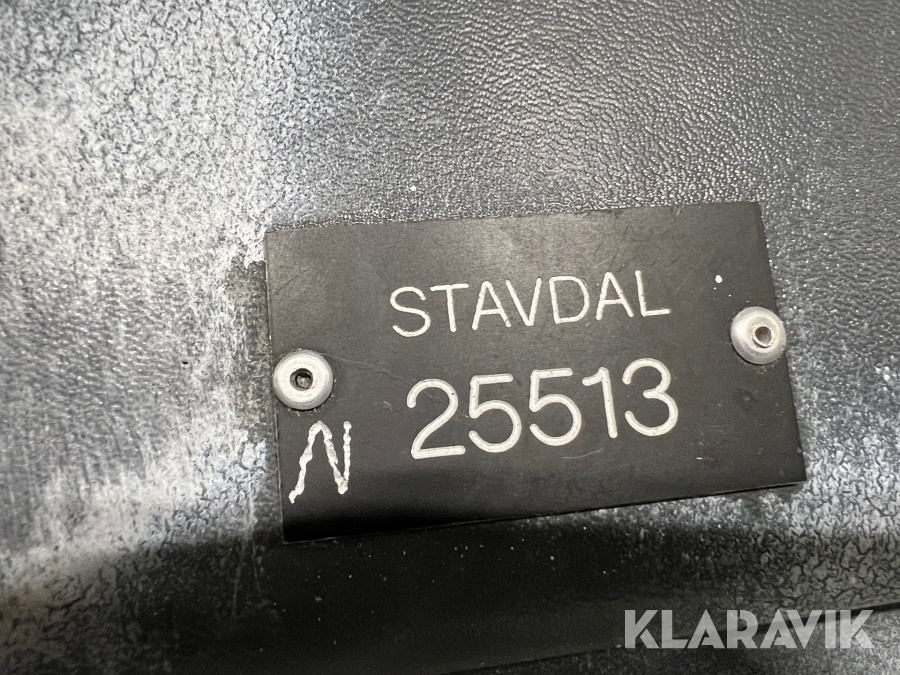 STAVDAL
25513
N
KLARAVIK